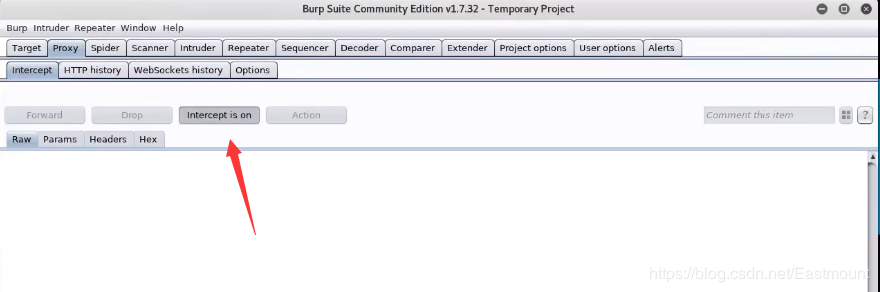 Burp Suite Community Edition v1.7.32 - Temporary Project
Burp Intruder Repeater Window Help
Target Proxy Spider Scanner Intruder Repeater Sequencer Decoder Comparer Extender Project options User options Alerts
Intercept HTTP history WebSockets history Options
Forward Drop Intercept is on Action Comment this item ?
Raw Params Headers Hex
https://blog.csdn.net/Eastmount